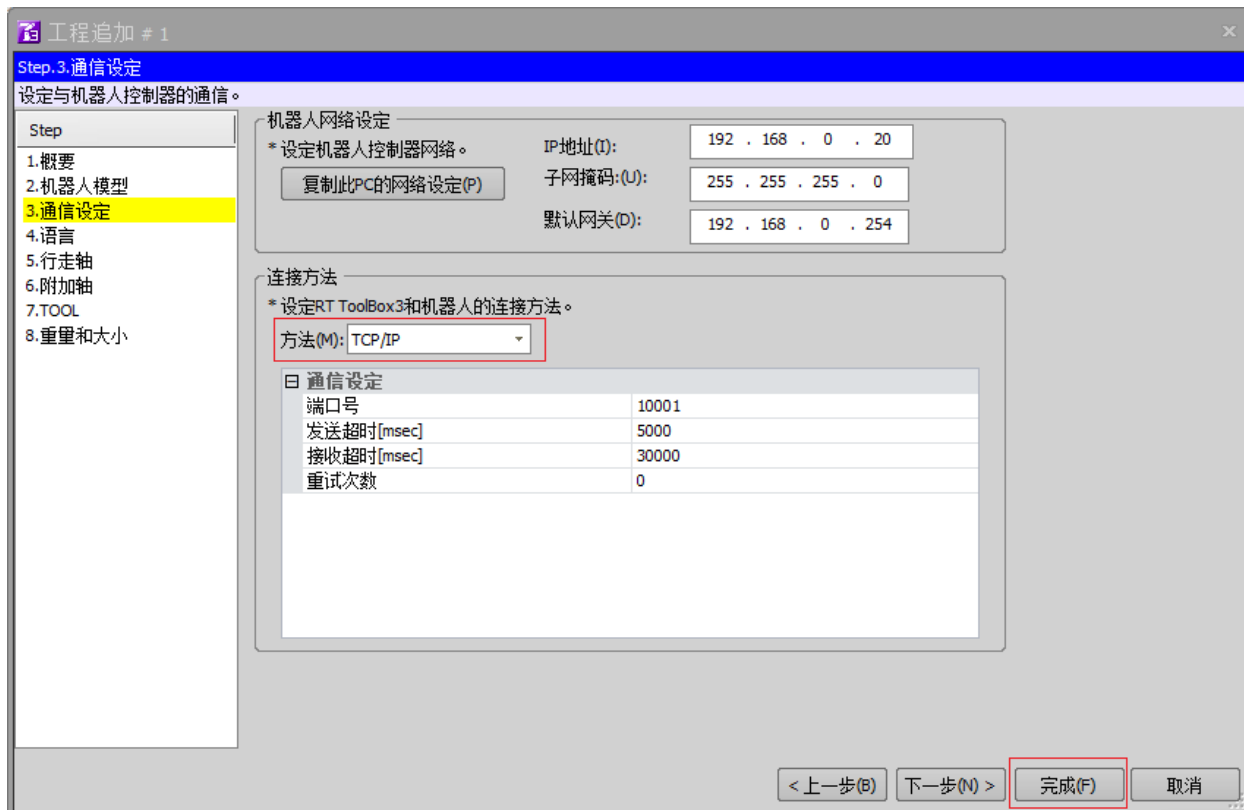 工程追加 # 1
Step.3.通信设定
设定与机器人控制器的通信。
Step
1.概要
2.机器人模型
3.通信设定
4.语言
5.行走轴
6.附加轴
7.TOOL
8.重量和大小
机器人网络设定
*设定机器人控制器网络。
复制此PC的网络设定(P)
IP地址(I):
192 . 168 . 0 . 20
子网掩码:(U):
255 . 255 . 255 . 0
默认网关(D):
192 . 168 . 0 . 254
连接方法
*设定RT ToolBox3和机器人的连接方法。
方法(M): TCP/IP
通信设定
端口号 10001
发送超时[msec] 5000
接收超时[msec] 30000
重试次数 0
< 上一步(B) 下一步(N) > 完成(F) 取消